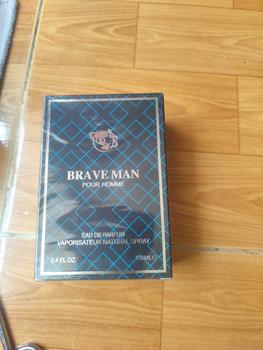 BRAVE MAN
POUR HOMME
EAU DE PARFUM
VAPORISATEUR NATURAL SPRAY
3.4 FL.OZ.
100ML℮